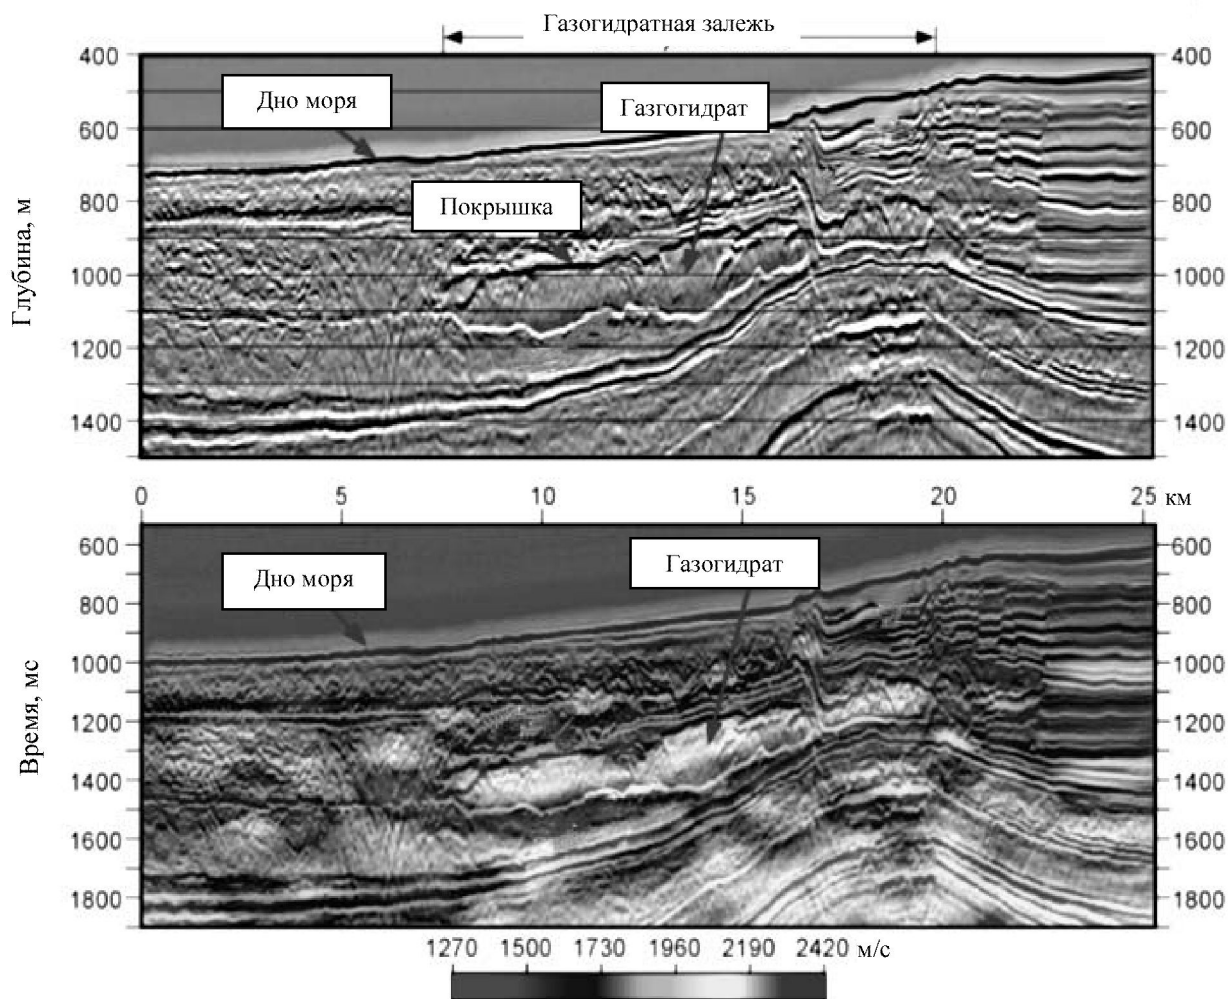 Газогидратная залежь
400 400
Дно моря
Газгогидрат
600 600
Покрышка
800 800
Глубина, м
1000 1000
1200 1200
1400 1400
0 5 10 15 20 25 км
600 600
Дно моря
Газогидрат
800 800
1000 1000
Время, мс
1200 1200
1400 1400
1600 1600
1800 1800
1270 1500 1730 1960 2190 2420 м/с